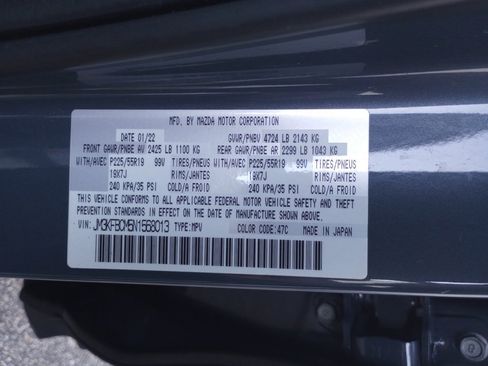 MFD. BY MAZDA MOTOR CORPORATION
DATE: 01/22 GVWR/PNBV 4724 LB 2143 KG
FRONT GAWR/PNBE AV 2425 LB 1100 KG REAR GAWR/PNBE AR 2299 LB 1043 KG
WITH/AVEC P225/55R19 99V TIRES/PNEUS WITH/AVEC P225/55R19 99V TIRES/PNEUS
19X7J RIMS/JANTES 19X7J RIMS/JANTES
240 KPA/35 PSI COLD/A FROID 240 KPA/35 PSI COLD/A FROID
THIS VEHICLE CONFORMS TO ALL APPLICABLE FEDERAL MOTOR VEHICLE SAFETY AND
THEFT PREVENTION STANDARDS IN EFFECT ON THE DATE OF MANUFACTURE SHOWN ABOVE.
VIN: JM3KFBCM5N1568013 TYPE: MPV COLOR CODE: 47C MADE IN JAPAN